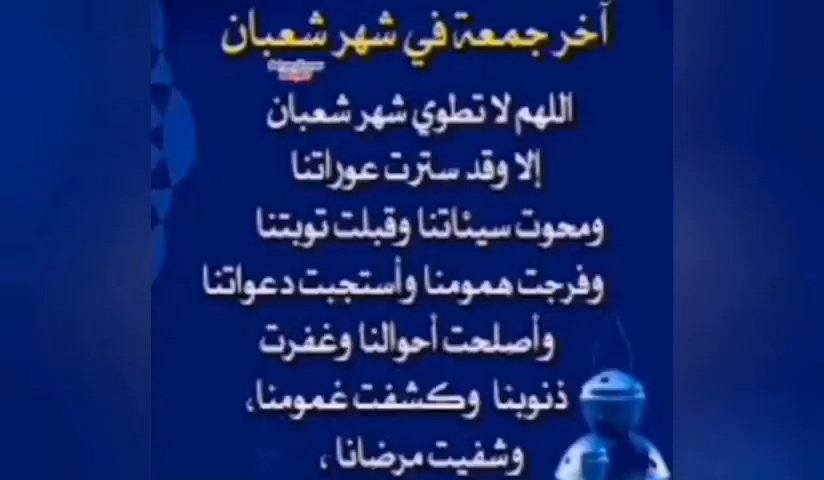 آخر جمعة في شهر شعبان
اللهم لا تطوي شهر شعبان
إلا وقد سترت عوراتنا
ومحوت سيئاتنا وقبلت توبتنا
وفرجت همومنا وأستجبت دعواتنا
وأصلحت أحوالنا وغفرت
ذنوبنا وكشفت غمومنا،
وشفيت مرضانا ،